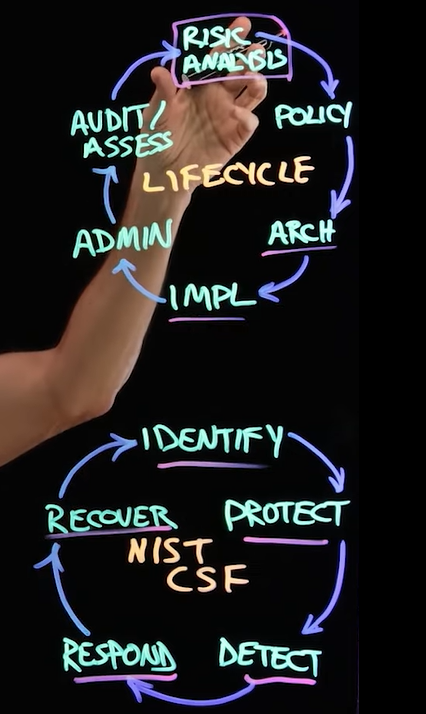 RISK
ANALYSIS
AUDIT/
ASSESS
POLICY
LIFECYCLE
ADMIN
ARCH
IMPL
IDENTIFY
RECOVER
PROTECT
NIST
CSF
RESPOND
DETECT